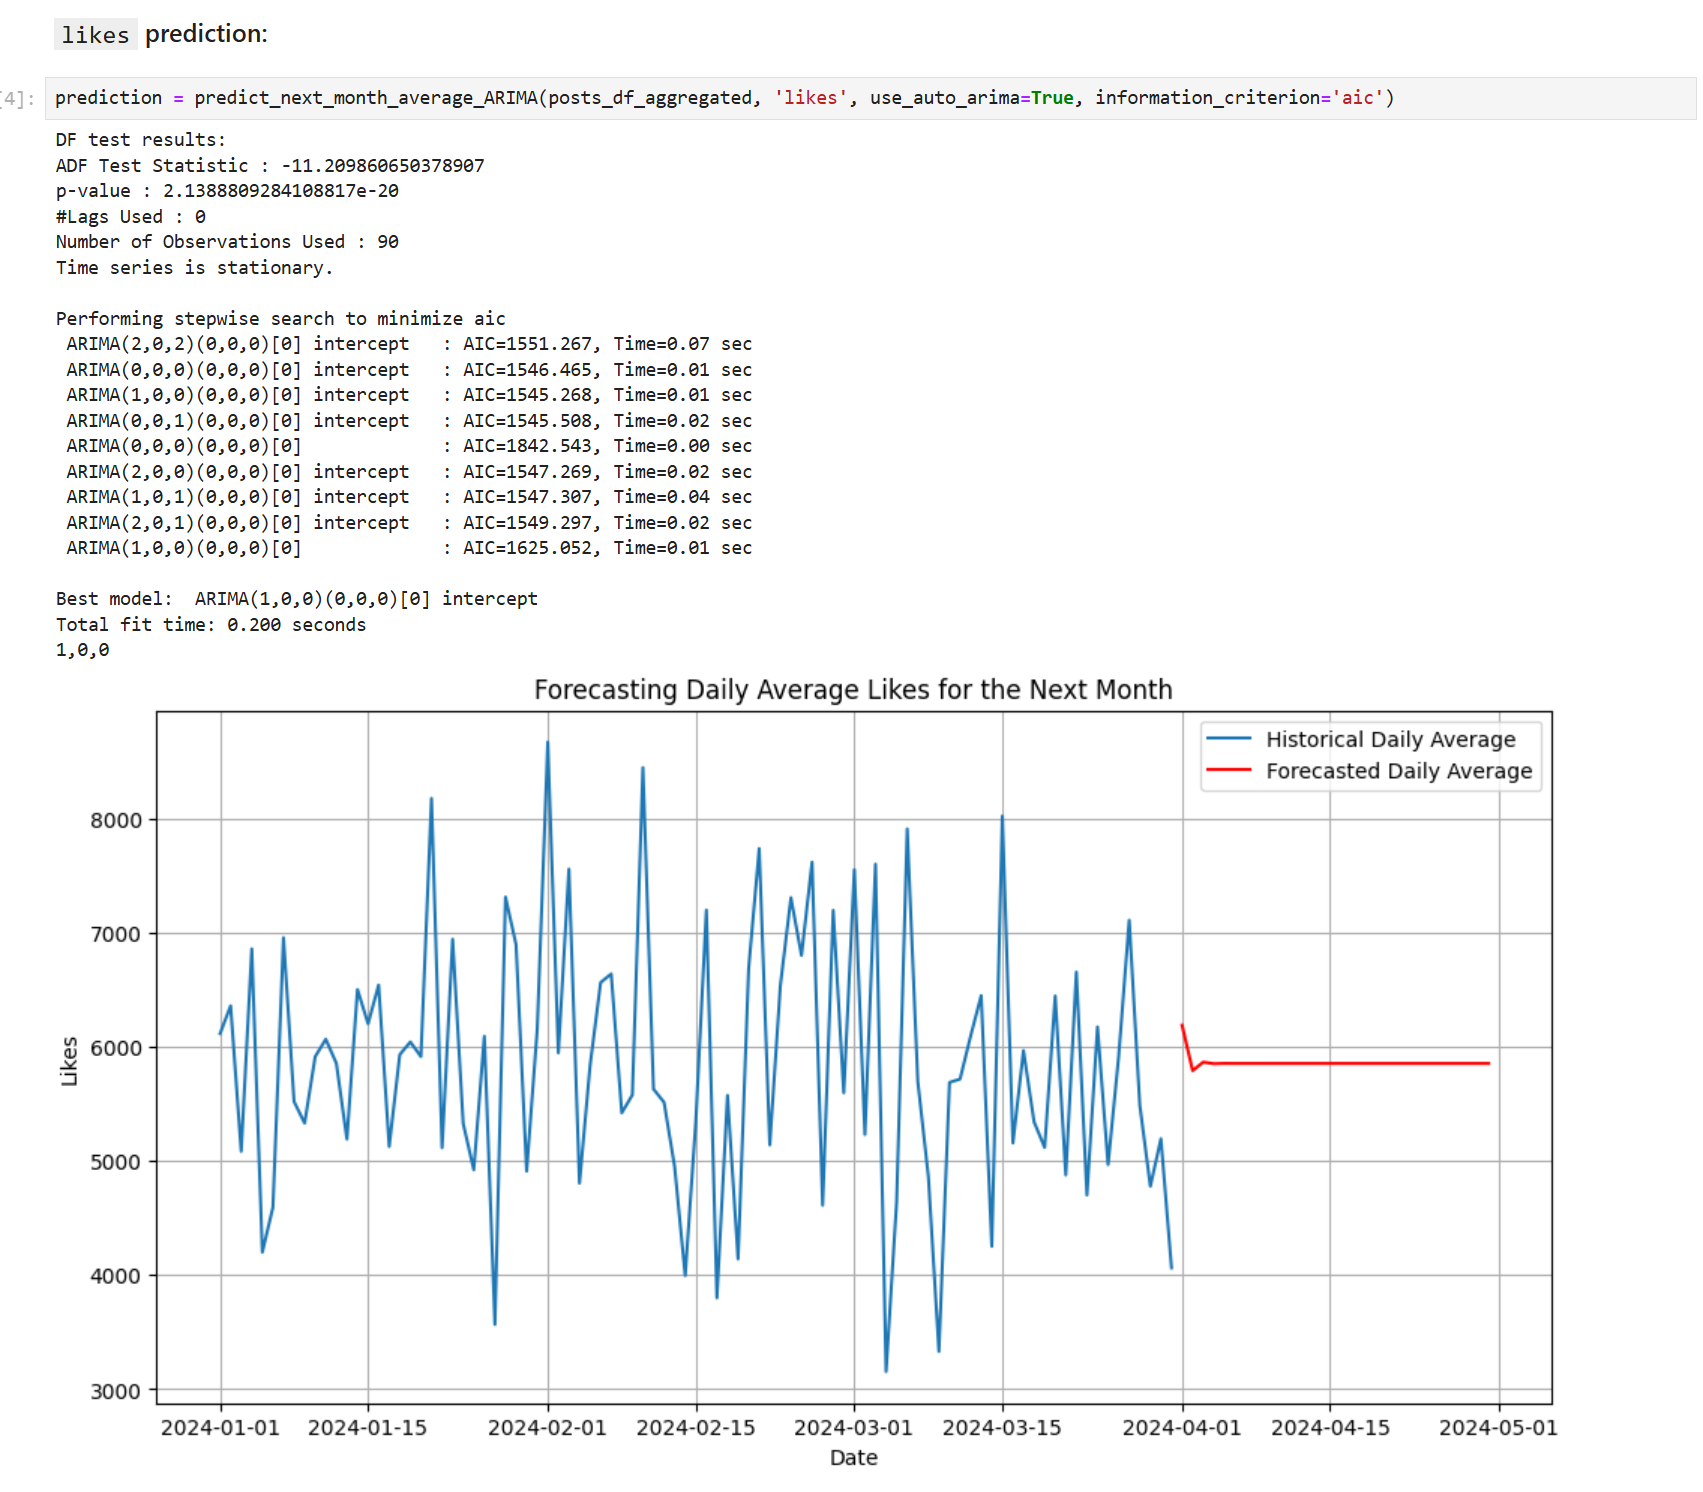 likes prediction:
[4]: prediction = predict_next_month_average_ARIMA(posts_df_aggregated, 'likes', use_auto_arima=True, information_criterion='aic')
DF test results:
ADF Test Statistic : -11.209860650378907
p-value : 2.1388809284108817e-20
#Lags Used : 0
Number of Observations Used : 90
Time series is stationary.
Performing stepwise search to minimize aic
ARIMA(2,0,2)(0,0,0)[0] intercept   : AIC=1551.267, Time=0.07 sec
ARIMA(0,0,0)(0,0,0)[0] intercept   : AIC=1546.465, Time=0.01 sec
ARIMA(1,0,0)(0,0,0)[0] intercept   : AIC=1545.268, Time=0.01 sec
ARIMA(0,0,1)(0,0,0)[0] intercept   : AIC=1545.508, Time=0.02 sec
ARIMA(0,0,0)(0,0,0)[0]             : AIC=1842.543, Time=0.00 sec
ARIMA(2,0,0)(0,0,0)[0] intercept   : AIC=1547.269, Time=0.02 sec
ARIMA(1,0,1)(0,0,0)[0] intercept   : AIC=1547.307, Time=0.04 sec
ARIMA(2,0,1)(0,0,0)[0] intercept   : AIC=1549.297, Time=0.02 sec
ARIMA(1,0,0)(0,0,0)[0]             : AIC=1625.052, Time=0.01 sec
Best model:  ARIMA(1,0,0)(0,0,0)[0] intercept
Total fit time: 0.200 seconds
1,0,0
Forecasting Daily Average Likes for the Next Month
Historical Daily Average
Forecasted Daily Average
8000
7000
6000
5000
4000
3000
Likes
2024-01-01 2024-01-15 2024-02-01 2024-02-15 2024-03-01 2024-03-15 2024-04-01 2024-04-15 2024-05-01
Date